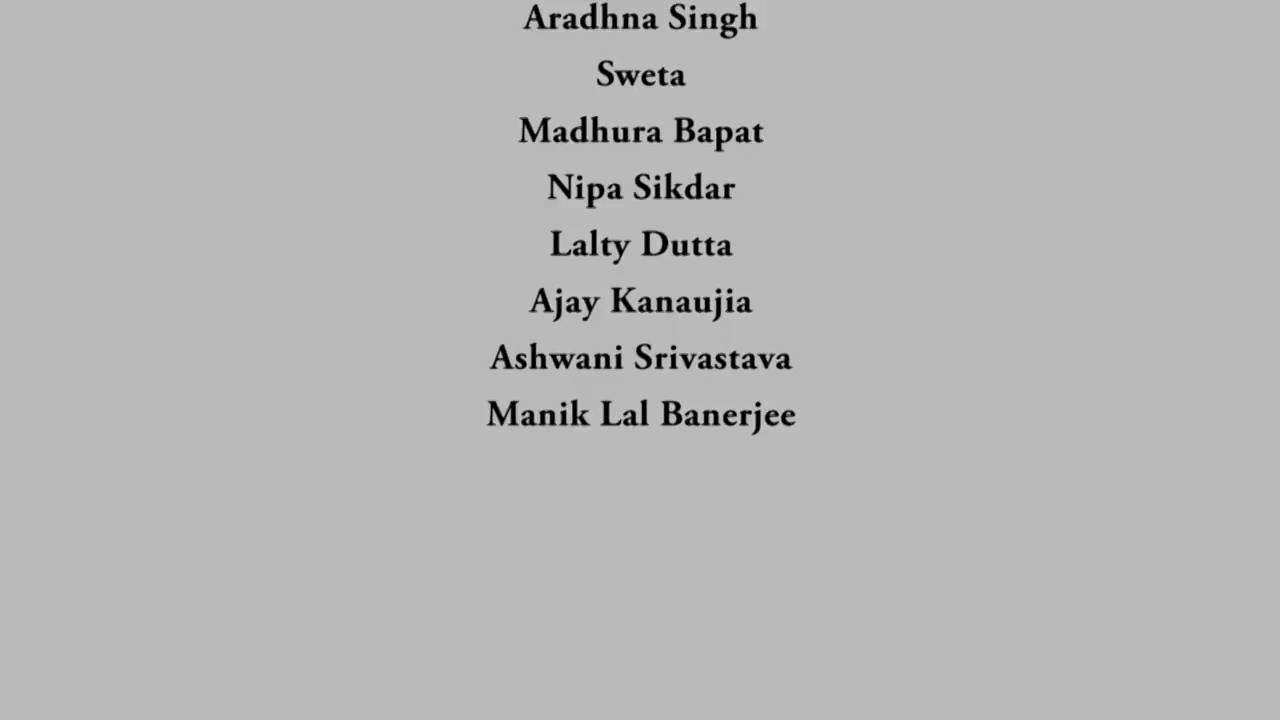 Aradhna Singh
Sweta
Madhura Bapat
Nipa Sikdar
Lalty Dutta
Ajay Kanaujia
Ashwani Srivastava
Manik Lal Banerjee